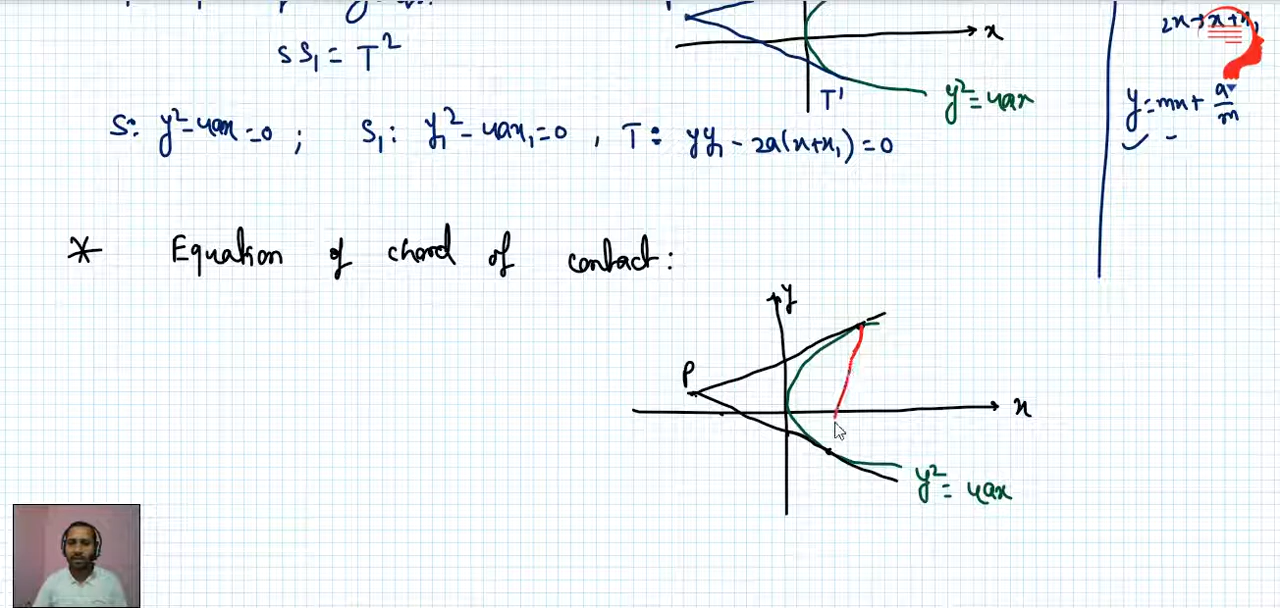 SS₁ = T²
x
T'
y² = 4ax
2x → x + x₁
y = mx + a/m
S: y² - 4ax = 0 ; S₁: y₁² - 4ax₁ = 0 , T: yy₁ - 2a(x+x₁) = 0
* Equation of chord of contact:
y
P
x
y² = 4ax